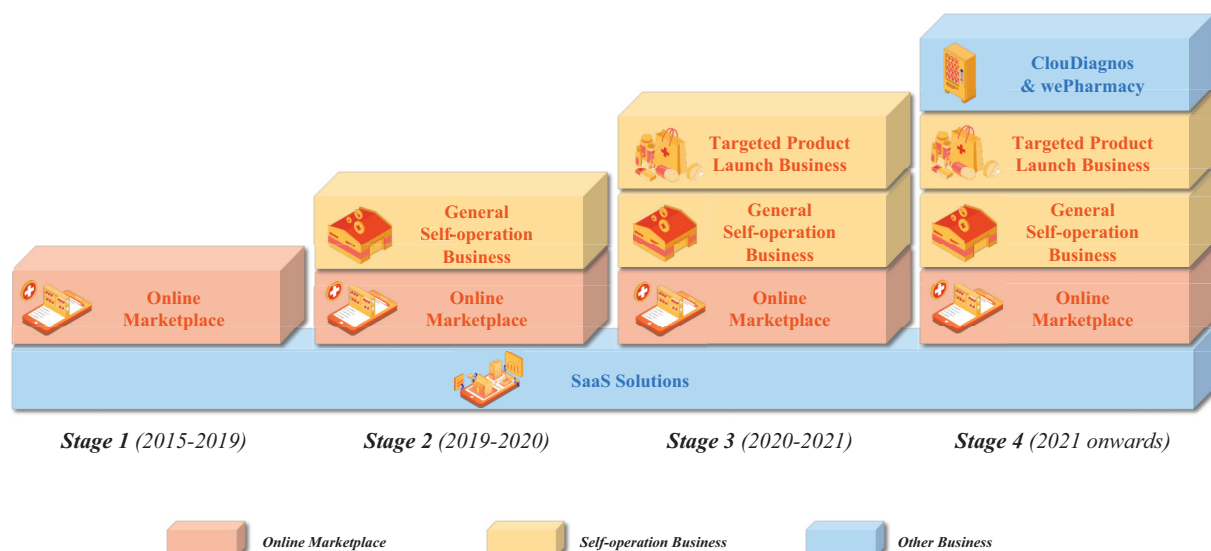 ClouDiagnos
& wePharmacy
Targeted Product
Launch Business
Targeted Product
Launch Business
General
Self-operation
Business
General
Self-operation
Business
General
Self-operation
Business
Online
Marketplace
Online
Marketplace
Online
Marketplace
Online
Marketplace
SaaS Solutions
Stage 1 (2015-2019)
Stage 2 (2019-2020)
Stage 3 (2020-2021)
Stage 4 (2021 onwards)
Online Marketplace
Self-operation Business
Other Business